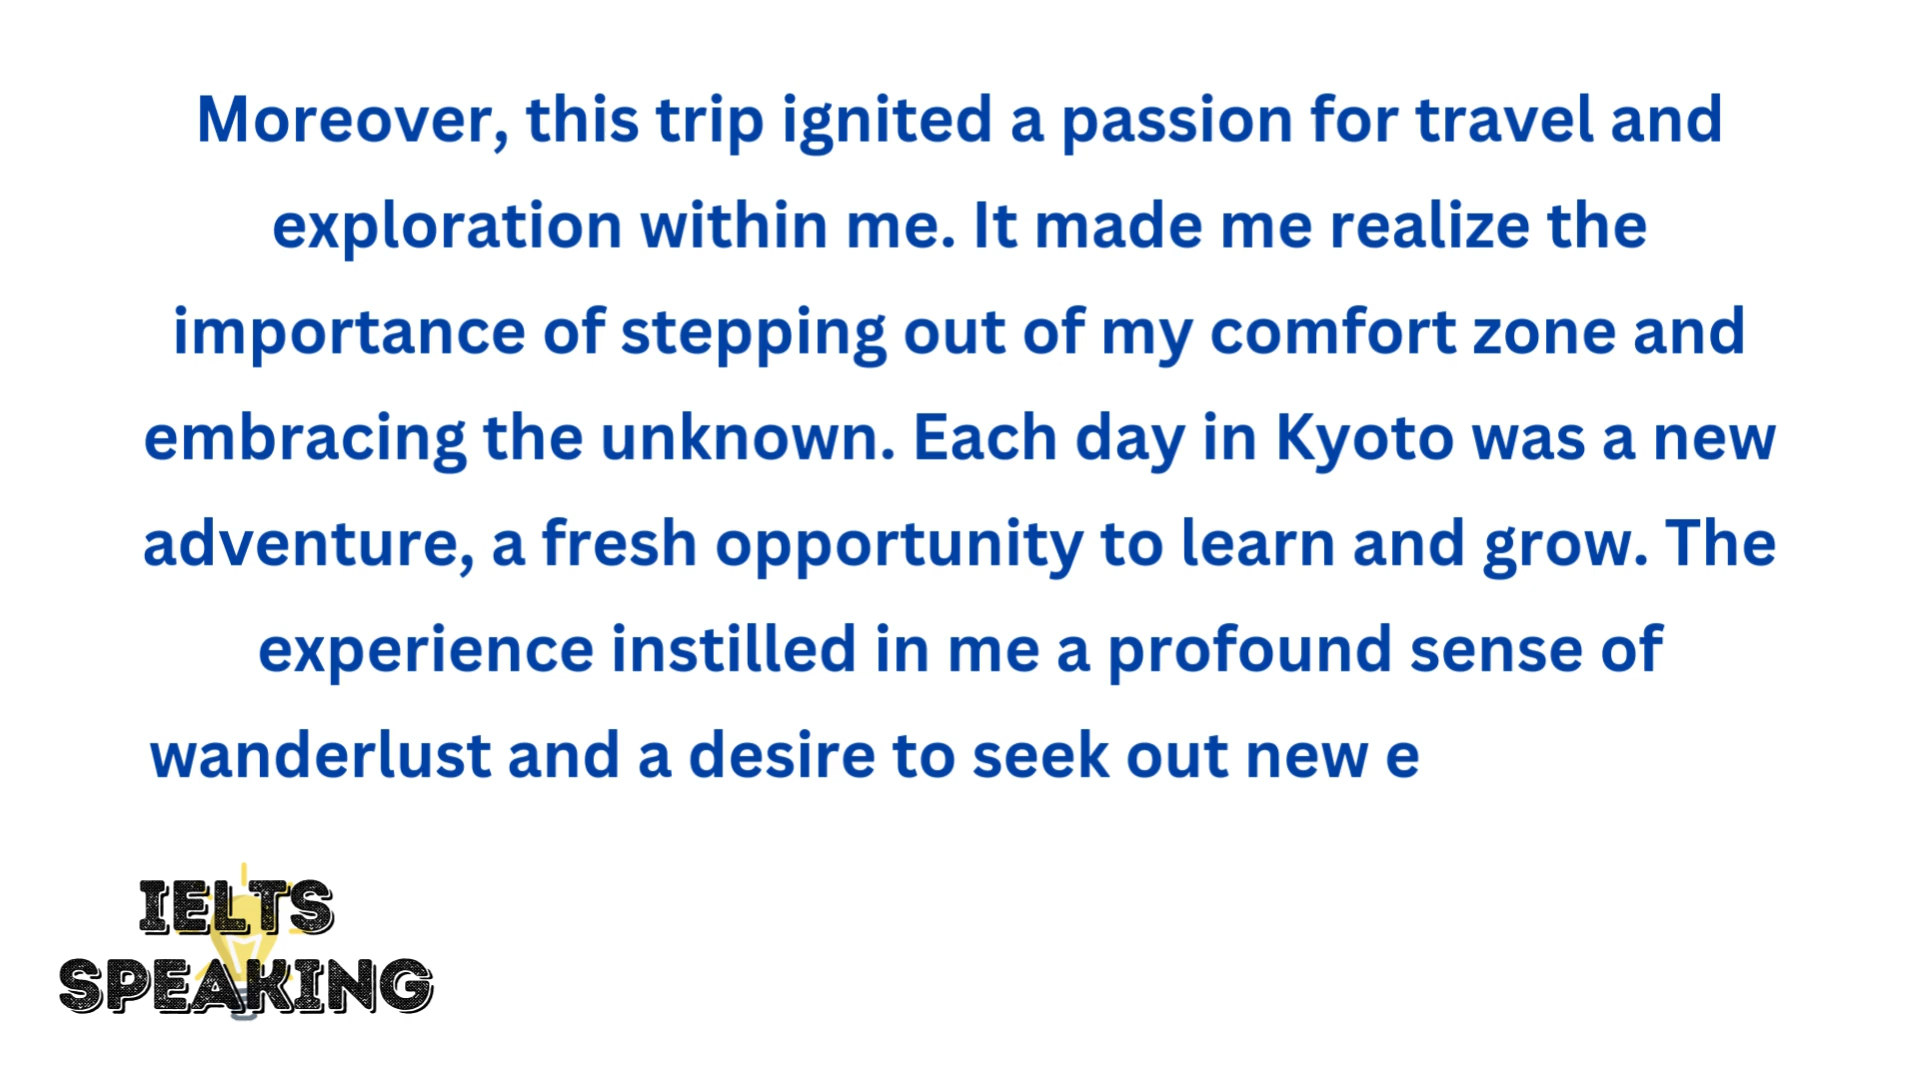 Moreover, this trip ignited a passion for travel and
exploration within me. It made me realize the
importance of stepping out of my comfort zone and
embracing the unknown. Each day in Kyoto was a new
adventure, a fresh opportunity to learn and grow. The
experience instilled in me a profound sense of
wanderlust and a desire to seek out new e
IELTS
SPEAKING